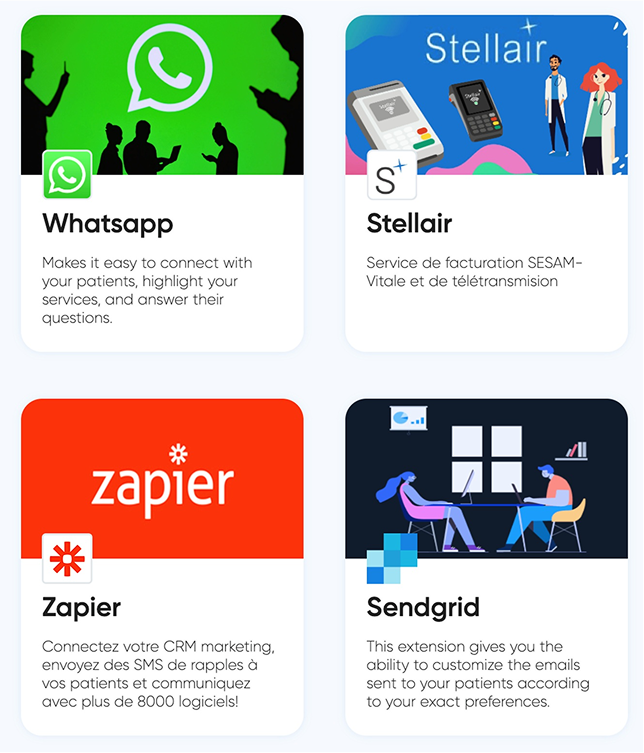 Whatsapp
Makes it easy to connect with
your patients, highlight your
services, and answer their
questions.
Stellair
S
Stellair
Service de facturation SESAM-
Vitale et de télétransmision
zapier
Zapier
Connectez votre CRM marketing,
envoyez des SMS de rapples à
vos patients et communiquez
avec plus de 8000 logiciels!
Sendgrid
This extension gives you the
ability to customize the emails
sent to your patients according
to your exact preferences.